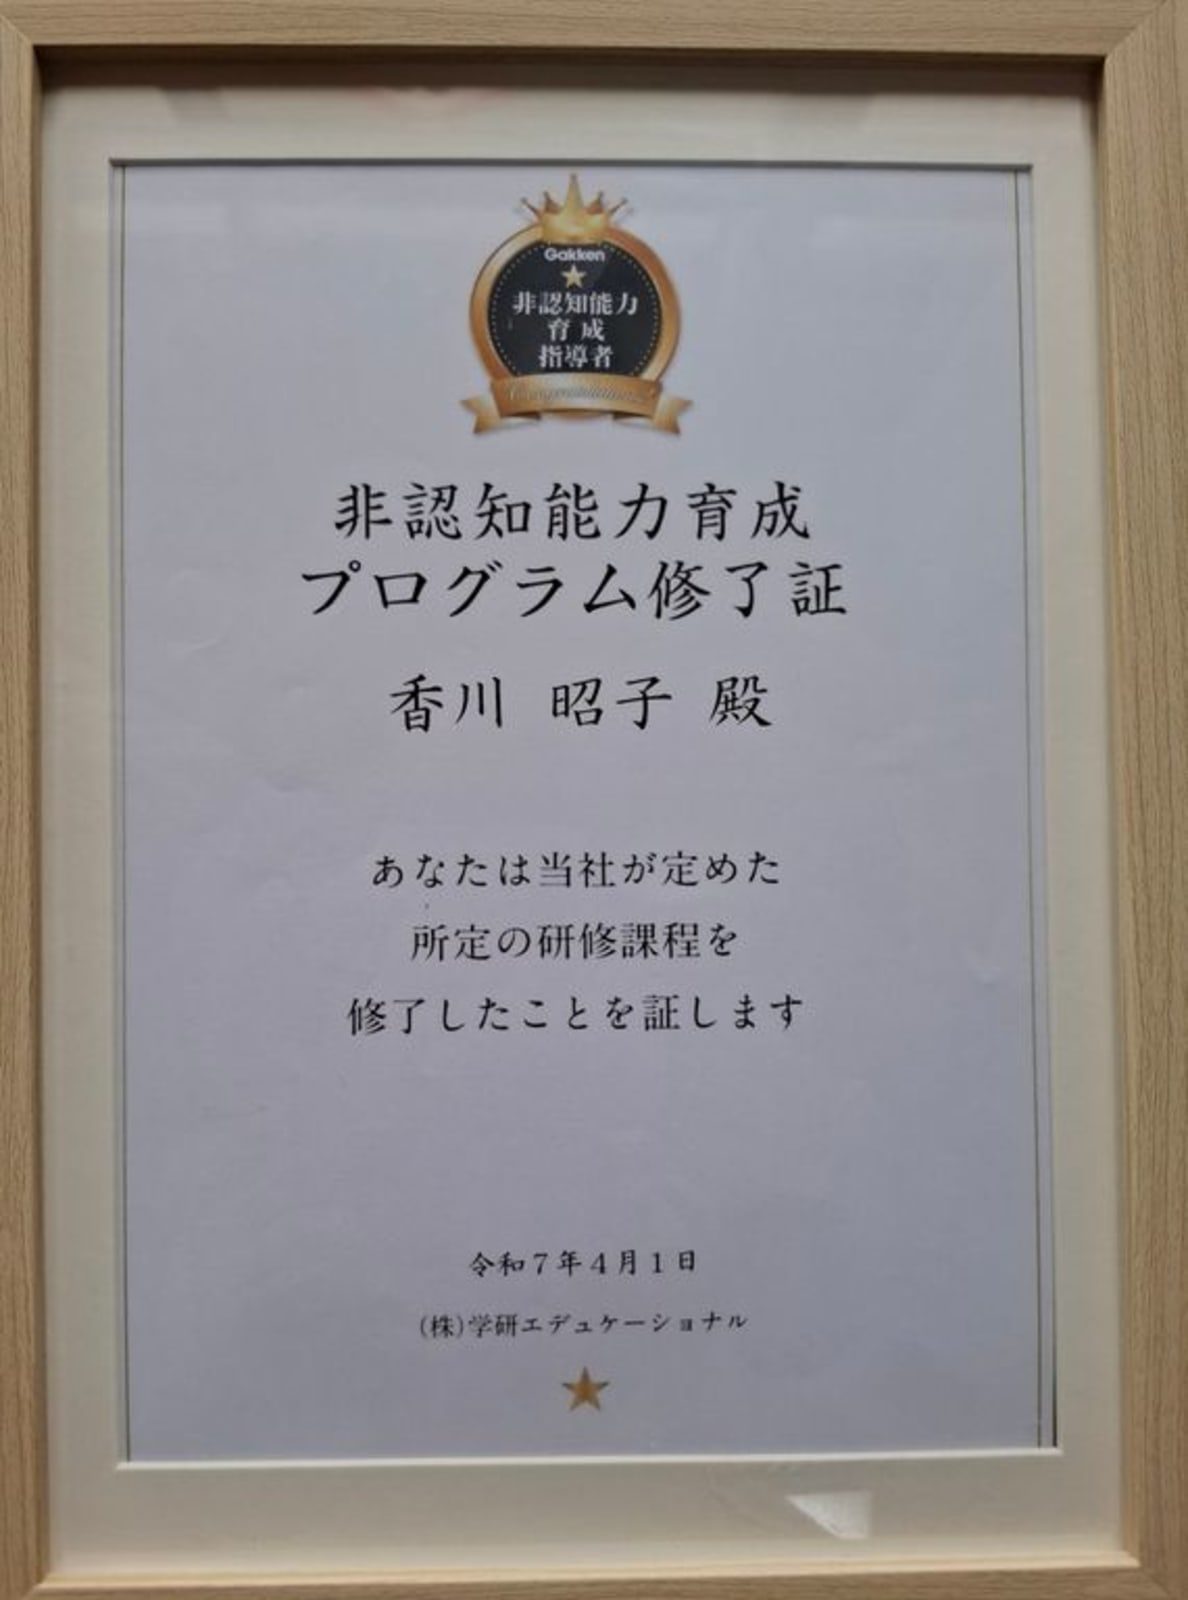 Gakken
非認知能力
育成
指導者
非認知能力育成
プログラム修了証
香川 昭子 殿
あなたは当社が定めた
所定の研修課程を
修了したことを証します
令和7年4月1日
(株)学研エデュケーショナル